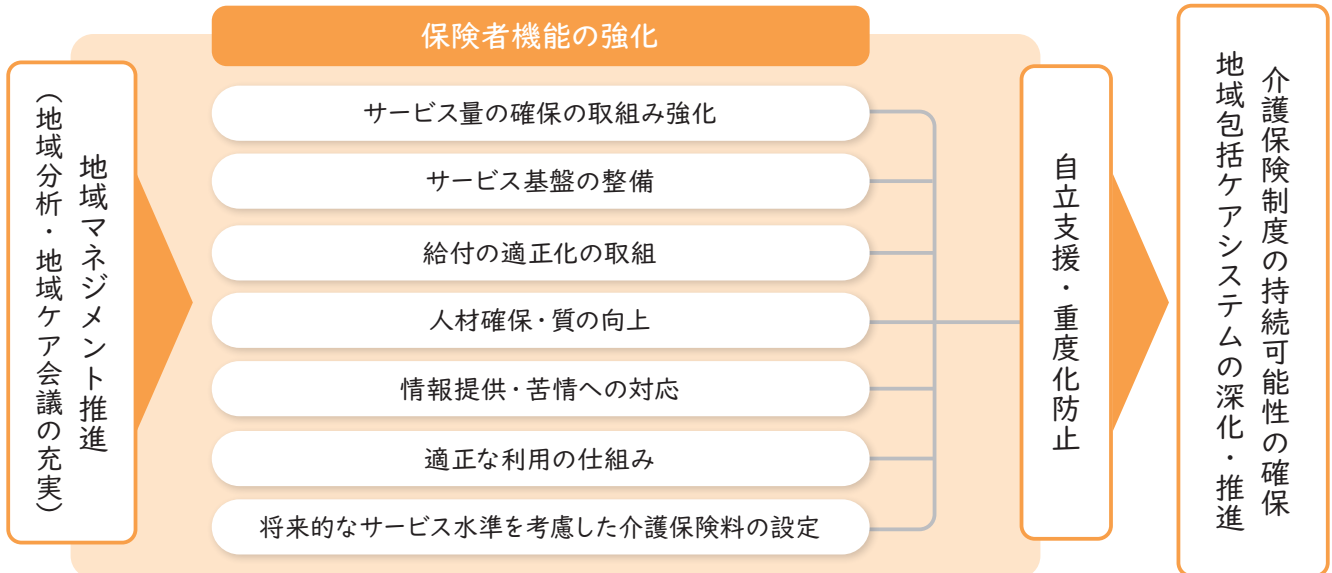 保険者機能の強化
地域マネジメント推進
(地域分析・地域ケア会議の充実)
サービス量の確保の取組み強化
サービス基盤の整備
給付の適正化の取組
人材確保・質の向上
情報提供・苦情への対応
適正な利用の仕組み
将来的なサービス水準を考慮した介護保険料の設定
自立支援・重度化防止
介護保険制度の持続可能性の確保
地域包括ケアシステムの深化・推進